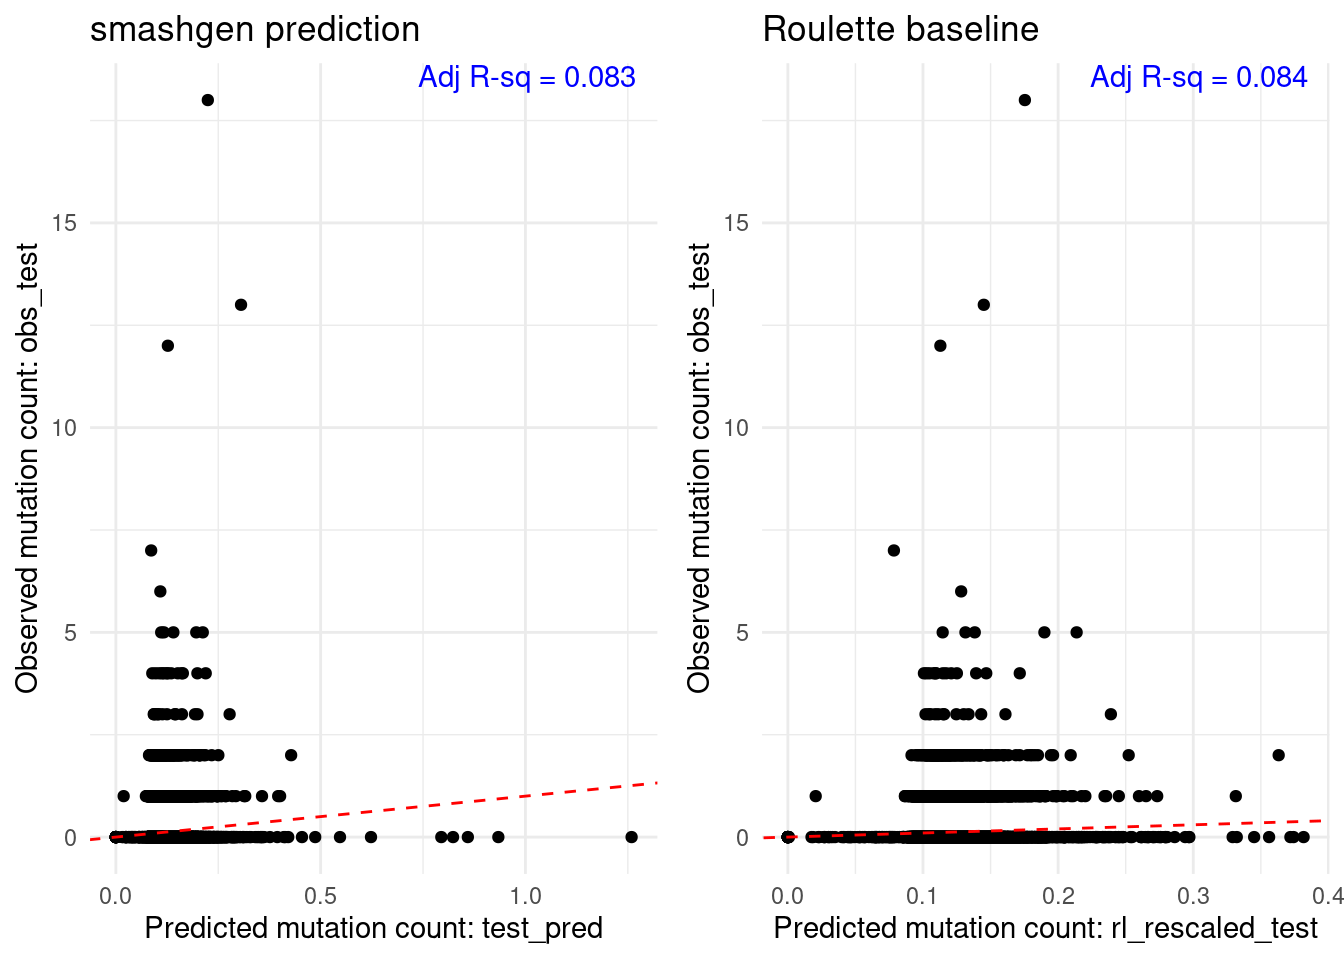 smashgen prediction
Adj R-sq = 0.083
Observed mutation count: obs_test
15
10
5
0
0.0
0.5
1.0
Predicted mutation count: test_pred
Roulette baseline
Adj R-sq = 0.084
Observed mutation count: obs_test
15
10
5
0
0.0
0.1
0.2
0.3
0.4
Predicted mutation count: rl_rescaled_test